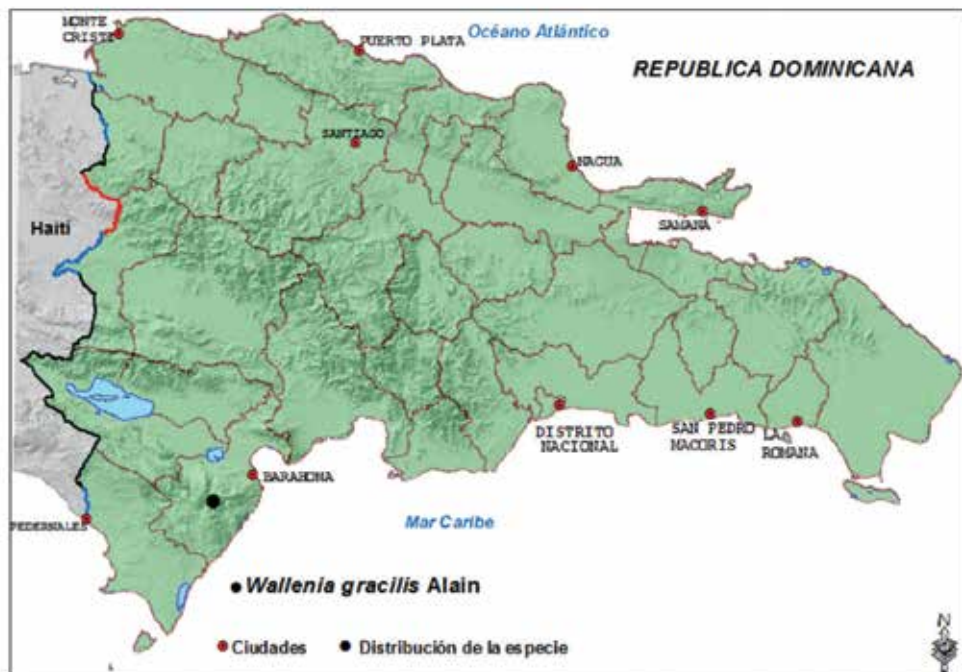 MONTE
CRISTI
PUERTO PLATA
Océano Atlántico
REPUBLICA DOMINICANA
SANTIAGO
NAGUA
SAMANA
Haití
DISTRITO
NACIONAL
SAN PEDRO
MACORIS
LA
ROMANA
BARAHONA
PEDERNALES
Mar Caribe
Wallenia gracilis Alain
Ciudades
Distribución de la especie
N